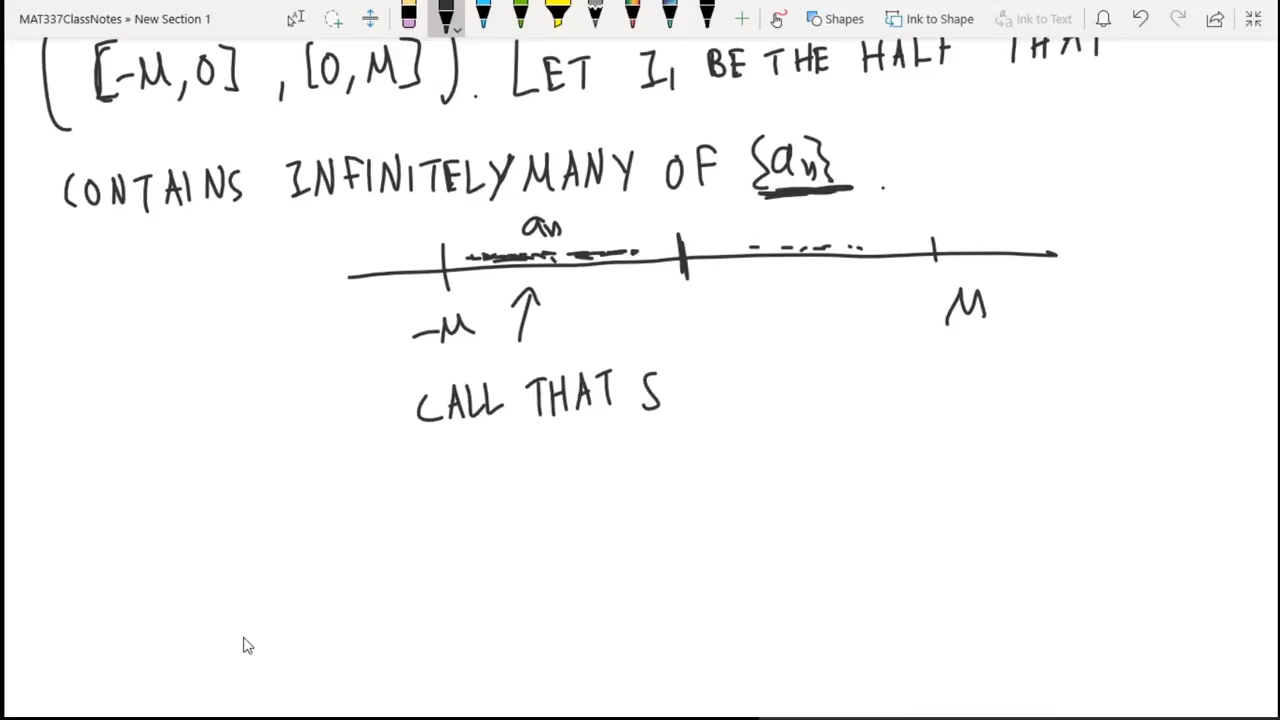 MAT337ClassNotes » New Section 1
Shapes
Ink to Shape
Ink to Text
([-M,0] , [0,M]). LET I₁ BE THE HALF THAT
CONTAINS INFINITELY MANY OF {aₙ} .
aₙ
-M
M
CALL THAT S